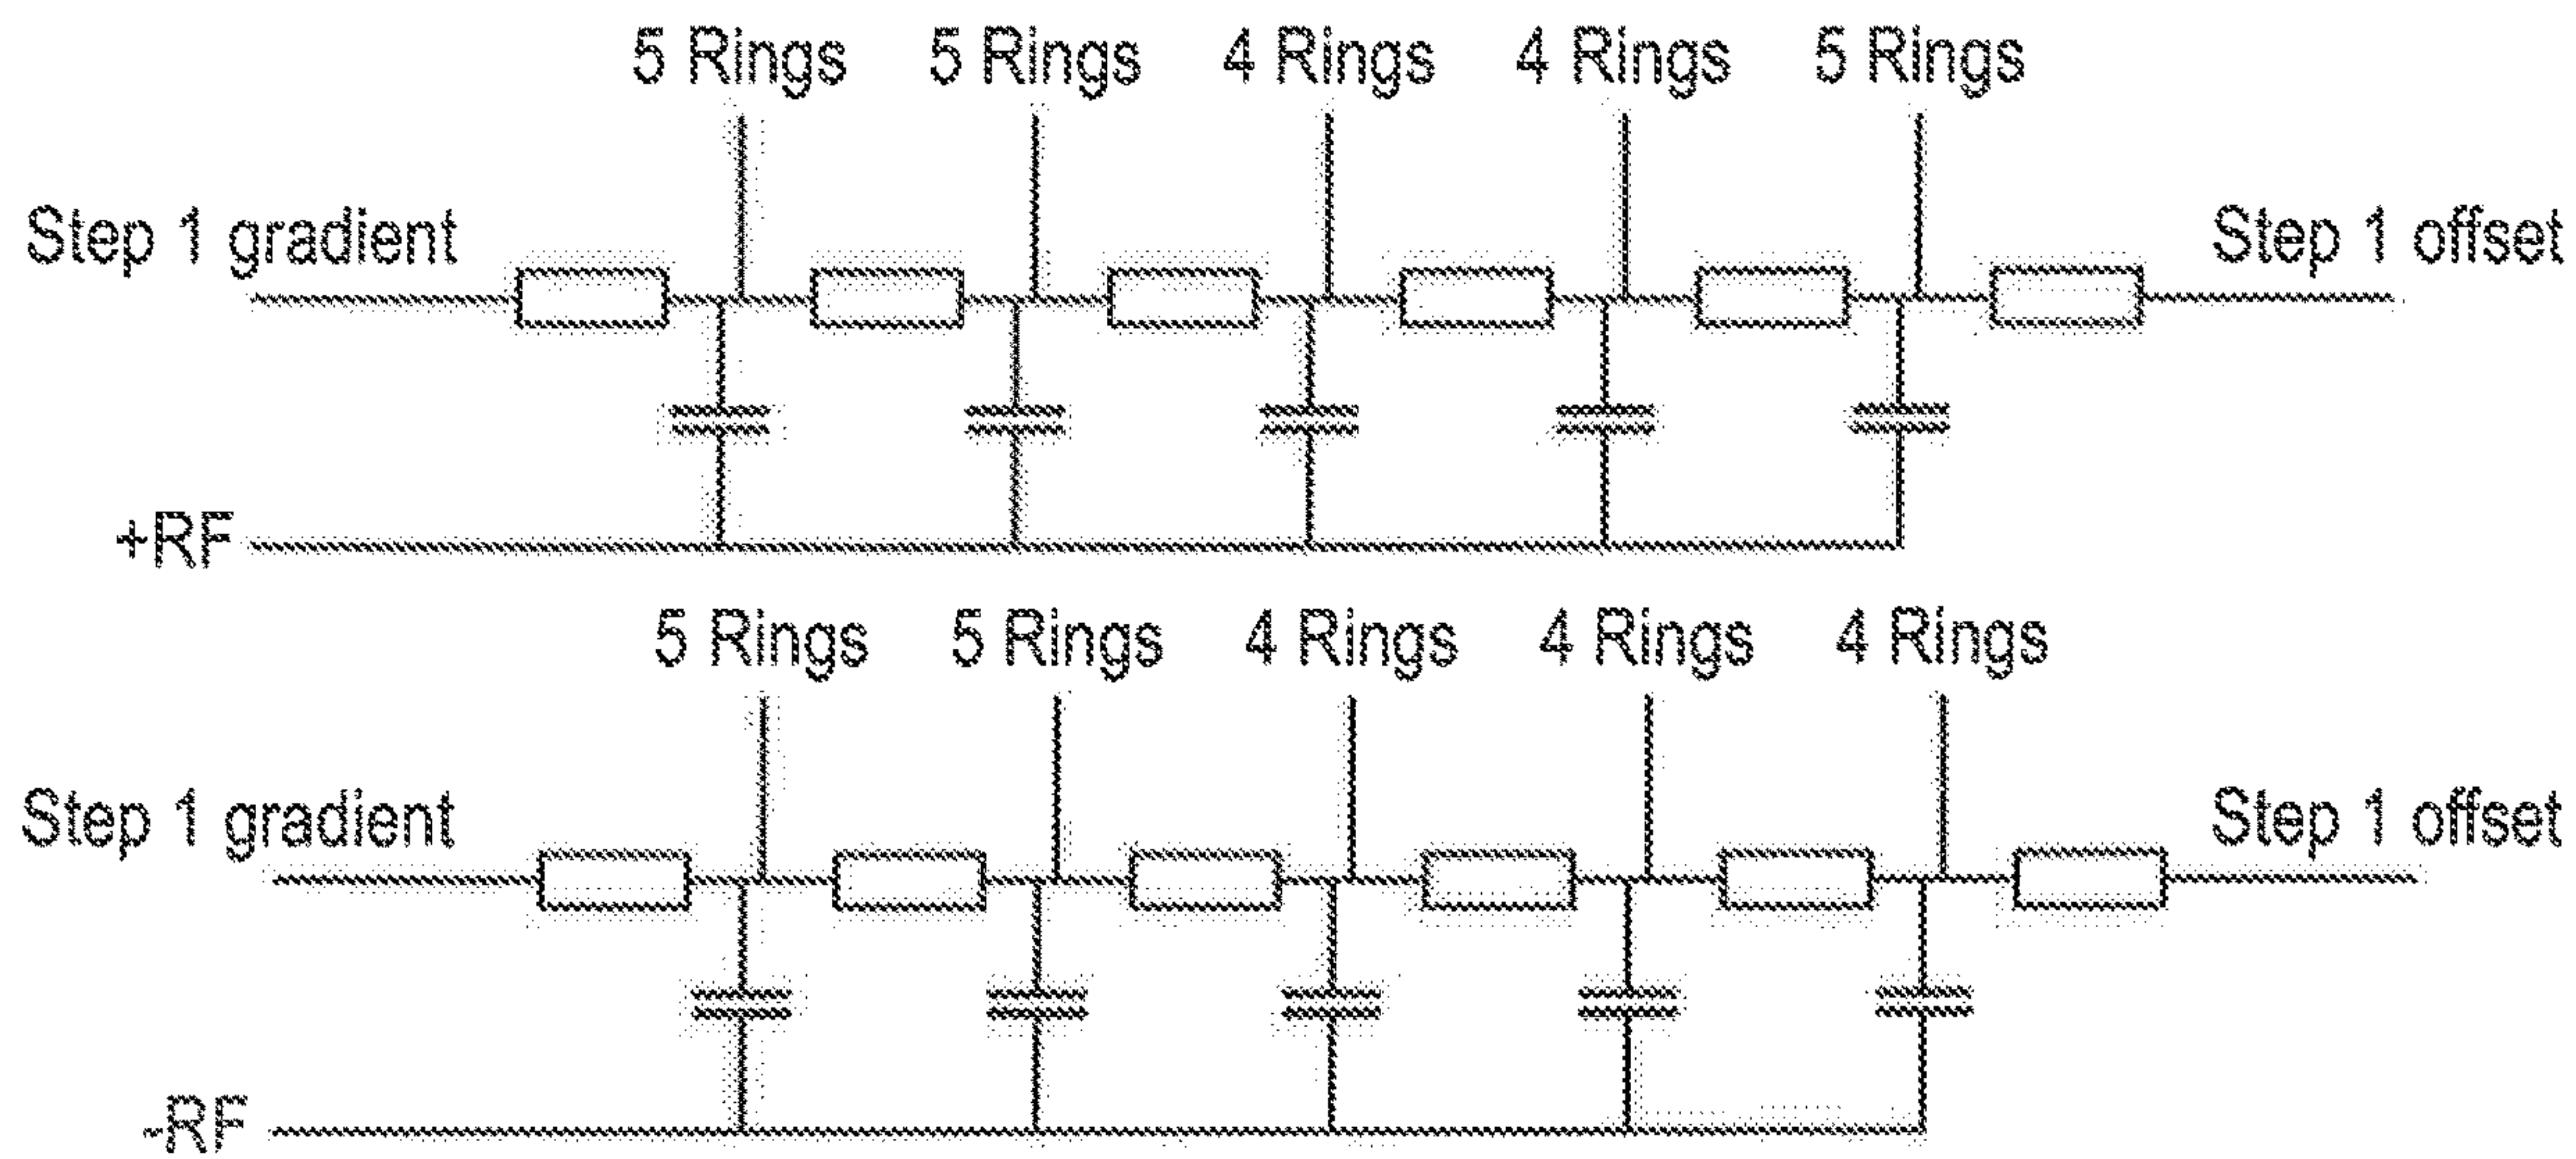 5 Rings 5 Rings 4 Rings 4 Rings 5 Rings
Step 1 gradient Step 1 offset
+RF
5 Rings 5 Rings 4 Rings 4 Rings 4 Rings
Step 1 gradient Step 1 offset
-RF